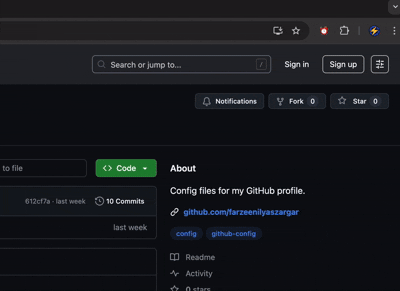 Search or jump to...
/
Sign in
Sign up
Notifications
Fork 0
Star 0
to file
Code
About
Config files for my GitHub profile.
612cf7a · last week
10 Commits
github.com/farzeenilyaszargar
last week
config
github-config
Readme
Activity
0 stars